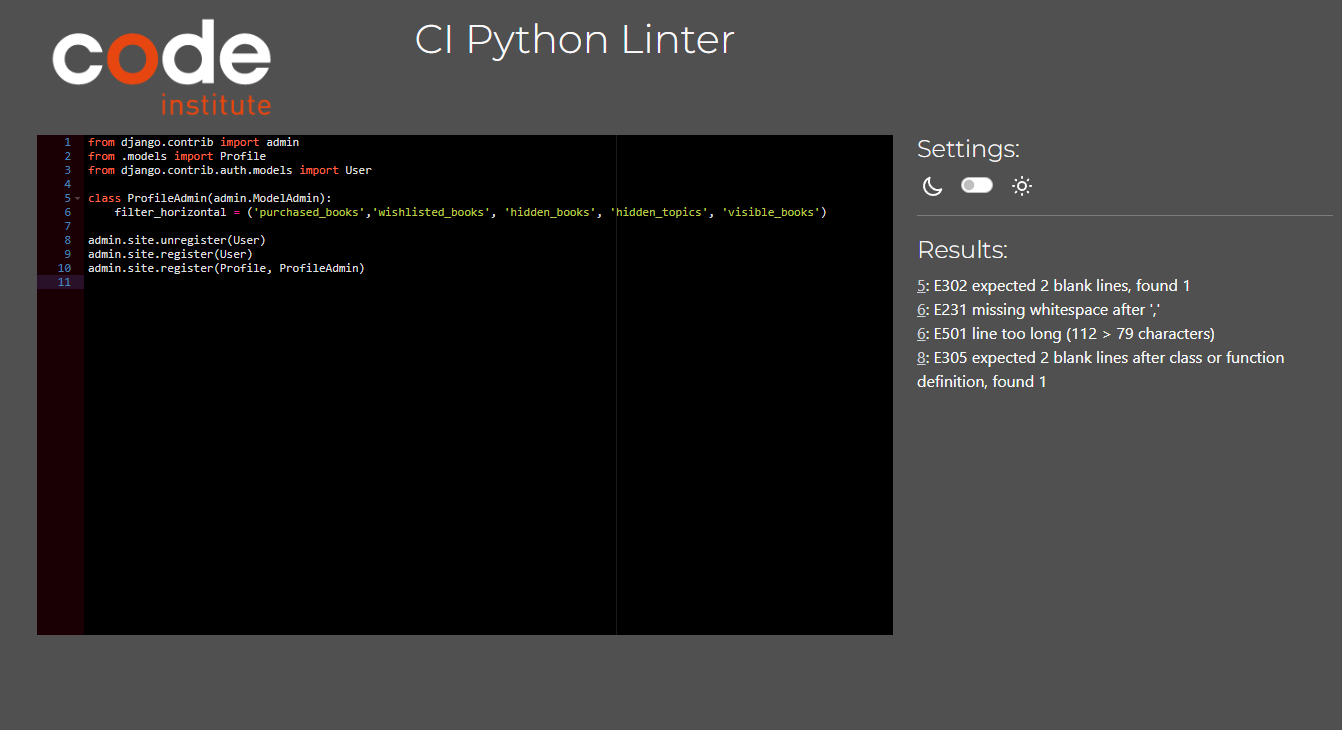 code
institute
CI Python Linter
1 from django.contrib import admin
2 from .models import Profile
3 from django.contrib.auth.models import User
4
5 class ProfileAdmin(admin.ModelAdmin):
6     filter_horizontal = ('purchased_books','wishlisted_books', 'hidden_books', 'hidden_topics', 'visible_books')
7
8 admin.site.unregister(User)
9 admin.site.register(User)
10 admin.site.register(Profile, ProfileAdmin)
11
Settings:
Results:
5: E302 expected 2 blank lines, found 1
6: E231 missing whitespace after ','
6: E501 line too long (112 > 79 characters)
8: E305 expected 2 blank lines after class or function
definition, found 1